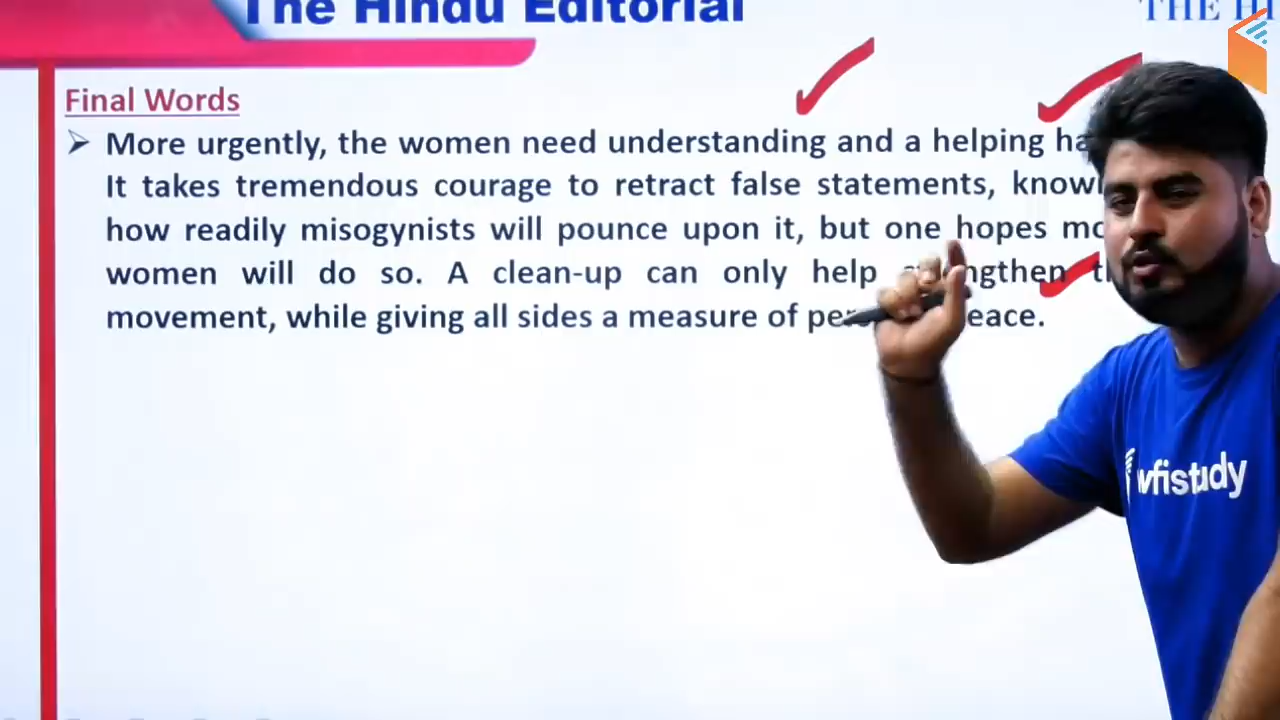 The Hindu Editorial
THE HI
Final Words
More urgently, the women need understanding and a helping
It takes tremendous courage to retract false statements,
how readily misogynists will pounce upon it, but one hopes
women will do so. A clean-up can only help
movement, while giving all sides a measure of
wifistudy